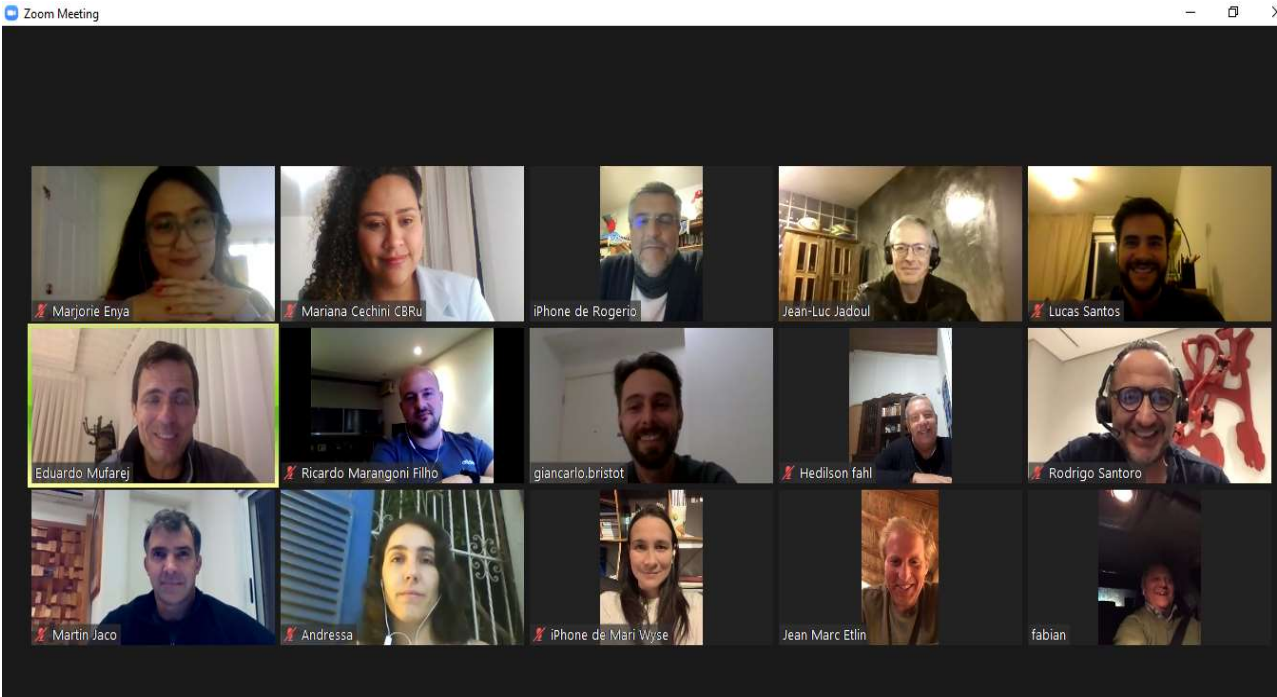 Zoom Meeting
Marjorie Enya
Mariana Cechini CBRu
iPhone de Rogerio
Jean-Luc Jadoul
Lucas Santos
Eduardo Mufarej
Ricardo Marangoni Filho
giancarlo.bristot
Hedilson fahl
Rodrigo Santoro
Martin Jaco
Andressa
iPhone de Mari Wyse
Jean Marc Etlin
fabian